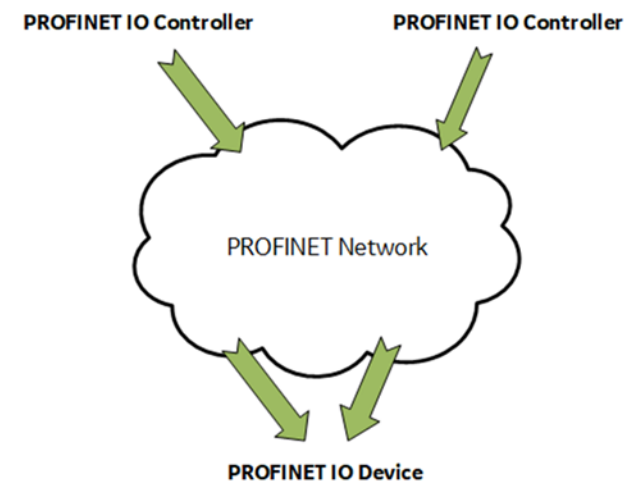 PROFINET IO Controller
PROFINET IO Controller
PROFINET Network
PROFINET IO Device